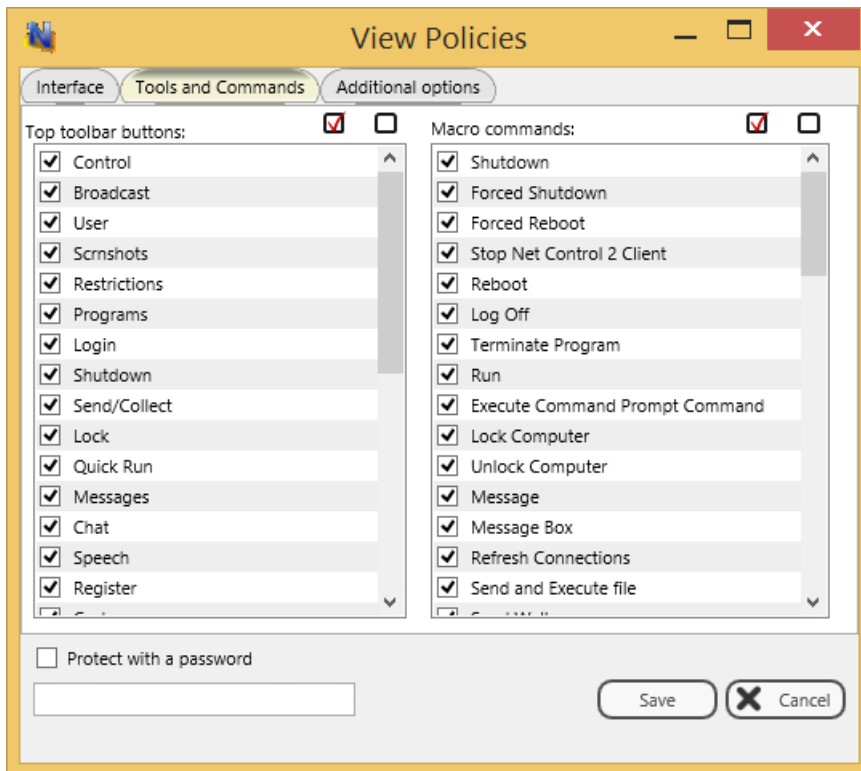 View Policies
Interface
Tools and Commands
Additional options
Top toolbar buttons:
Control
Broadcast
User
Scrnshots
Restrictions
Programs
Login
Shutdown
Send/Collect
Lock
Quick Run
Messages
Chat
Speech
Register
Macro commands:
Shutdown
Forced Shutdown
Forced Reboot
Stop Net Control 2 Client
Reboot
Log Off
Terminate Program
Run
Execute Command Prompt Command
Lock Computer
Unlock Computer
Message
Message Box
Refresh Connections
Send and Execute file
Protect with a password
Save
Cancel